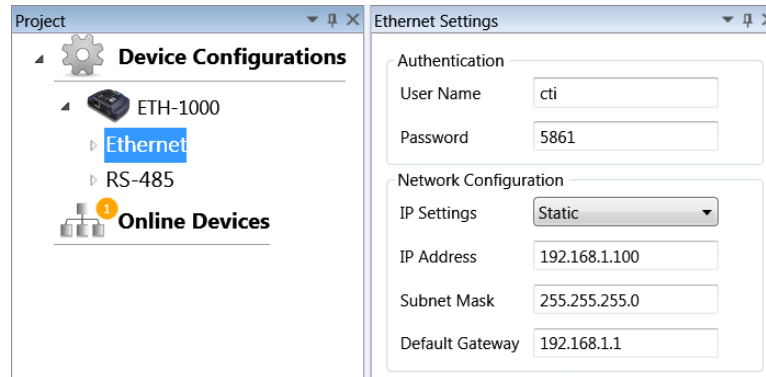 Project
Device Configurations
ETH-1000
Ethernet
RS-485
1
Online Devices
Ethernet Settings
Authentication
User Name cti
Password 5861
Network Configuration
IP Settings Static
IP Address 192.168.1.100
Subnet Mask 255.255.255.0
Default Gateway 192.168.1.1